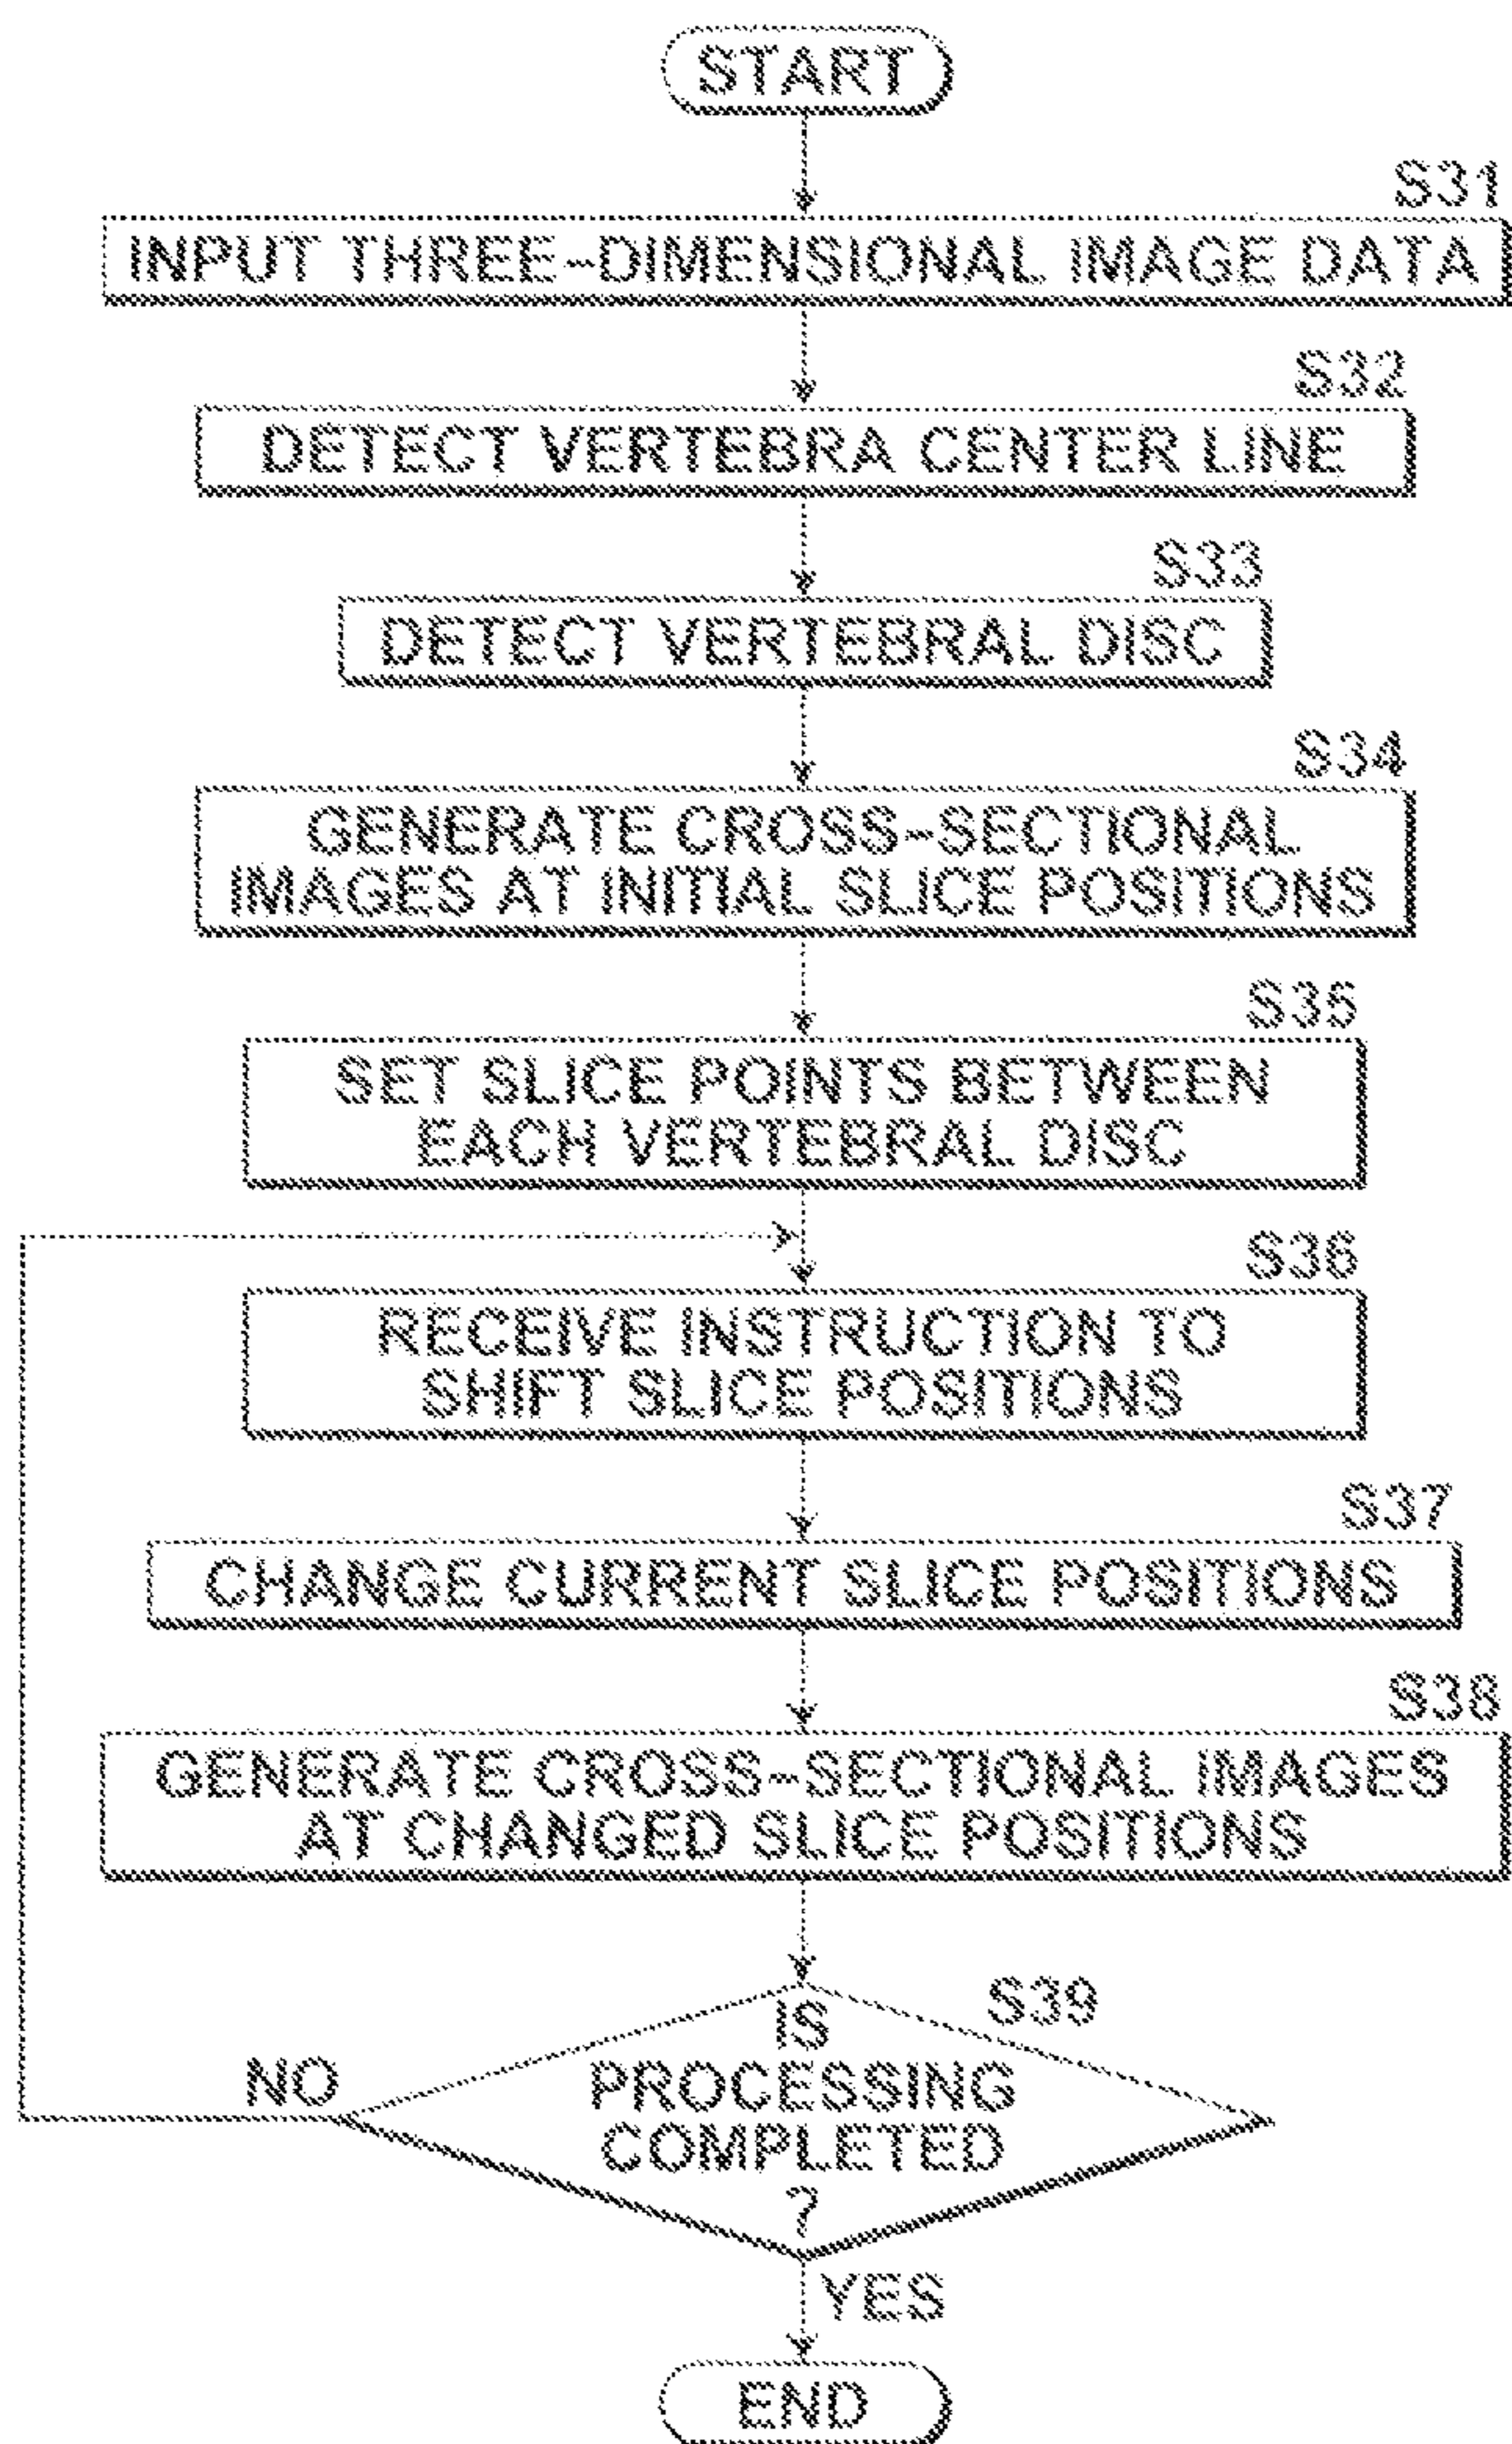 START
S31
INPUT THREE-DIMENSIONAL IMAGE DATA
S32
DETECT VERTEBRA CENTER LINE
S33
DETECT VERTEBRAL DISC
S34
GENERATE CROSS-SECTIONAL
IMAGES AT INITIAL SLICE POSITIONS
S35
SET SLICE POINTS BETWEEN
EACH VERTEBRAL DISC
S36
RECEIVE INSTRUCTION TO
SHIFT SLICE POSITIONS
S37
CHANGE CURRENT SLICE POSITIONS
S38
GENERATE CROSS-SECTIONAL IMAGES
AT CHANGED SLICE POSITIONS
S39
IS
PROCESSING
COMPLETED
?
NO
YES
END